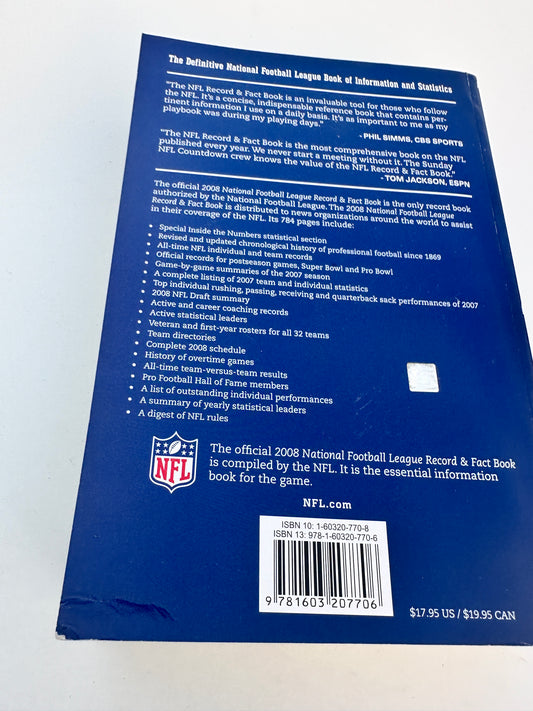 The Definitive National Football League Book of Information and Statistics
"The NFL Record & Fact Book is an invaluable tool for those who follow
the NFL. It's a concise, indispensable reference book that contains per-
tinent information I use on a daily basis. It's as important to me as my
playbook was during my playing days."
- PHIL SIMMS, CBS SPORTS
"The NFL Record & Fact Book is the most comprehensive book on the NFL
published every year. We never start a meeting without it. The Sunday
NFL Countdown crew knows the value of the NFL Record & Fact Book."
- TOM JACKSON, ESPN
The official 2008 National Football League Record & Fact Book is the only record book
authorized by the National Football League. The 2008 National Football League
Record & Fact Book is distributed to news organizations around the world to assist
in their coverage of the NFL. Its 784 pages include:
• Special Inside the Numbers statistical section
• Revised and updated chronological history of professional football since 1869
• All-time NFL individual and team records
• Official records for postseason games, Super Bowl and Pro Bowl
• Game-by-game summaries of the 2007 season
• A complete listing of 2007 team and individual statistics
• Top individual rushing, passing, receiving and quarterback sack performances of 2007
• 2008 NFL Draft summary
• Active and career coaching records
• Active statistical leaders
• Veteran and first-year rosters for all 32 teams
• Team directories
• Complete 2008 schedule
• History of overtime games
• All-time team-versus-team results
• Pro Football Hall of Fame members
• A list of outstanding individual performances
• A summary of yearly statistical leaders
• A digest of NFL rules
NFL
The official 2008 National Football League Record & Fact Book
is compiled by the NFL. It is the essential information
book for the game.
NFL.com
ISBN 10: 1-60320-770-8
ISBN 13: 978-1-60320-770-6
9 781603 207706
$17.95 US / $19.95 CAN